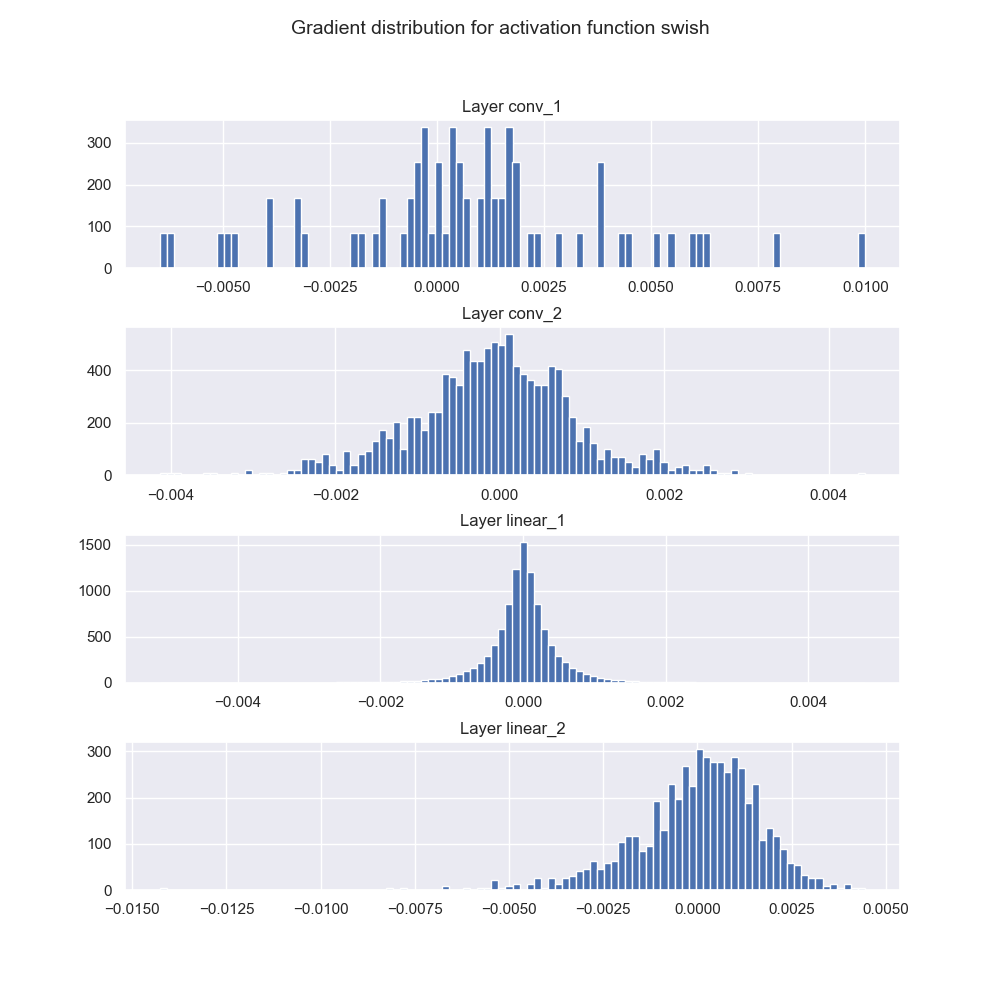 Gradient distribution for activation function swish
Layer conv_1
300
200
100
0
−0.0050 −0.0025 0.0000 0.0025 0.0050 0.0075 0.0100
Layer conv_2
400
200
0
−0.004 −0.002 0.000 0.002 0.004
Layer linear_1
1500
1000
500
0
−0.004 −0.002 0.000 0.002 0.004
Layer linear_2
300
200
100
0
−0.0150 −0.0125 −0.0100 −0.0075 −0.0050 −0.0025 0.0000 0.0025 0.0050